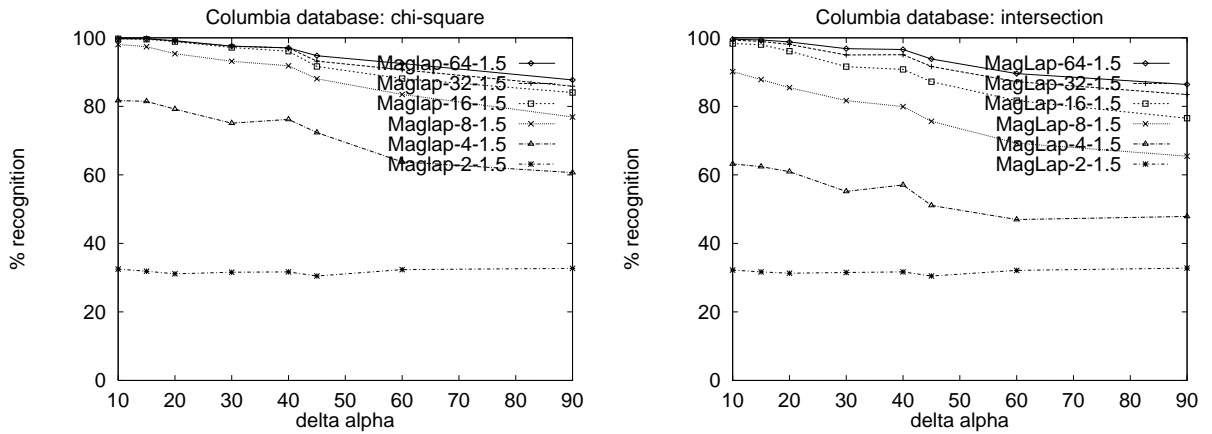 Columbia database: chi-square
100
80
60
40
20
0
% recognition
10 20 30 40 50 60 70 80 90
delta alpha
Maglap-64-1.5
Maglap-32-1.5
Maglap-16-1.5
Maglap-8-1.5
Maglap-4-1.5
Maglap-2-1.5
Columbia database: intersection
100
80
60
40
20
0
% recognition
10 20 30 40 50 60 70 80 90
delta alpha
MagLap-64-1.5
MagLap-32-1.5
MagLap-16-1.5
MagLap-8-1.5
MagLap-4-1.5
MagLap-2-1.5